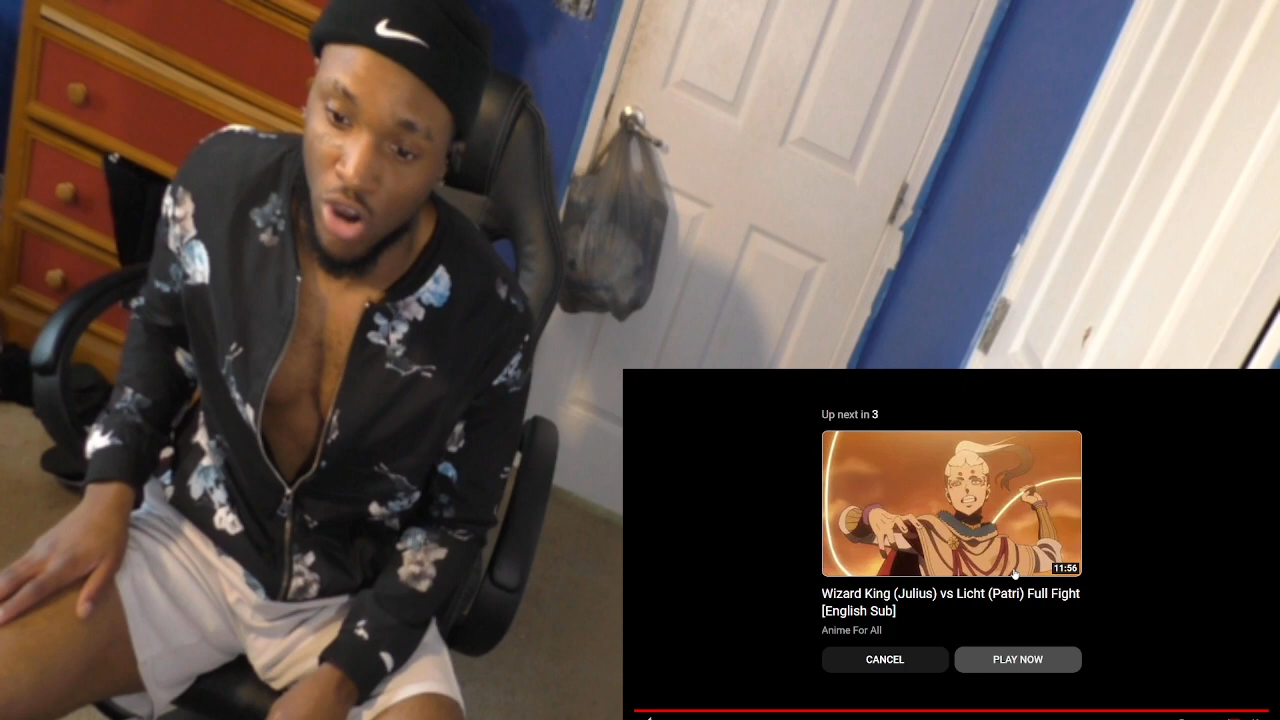 Up next in 3
11:56
Wizard King (Julius) vs Licht (Patri) Full Fight
[English Sub]
Anime For All
CANCEL
PLAY NOW